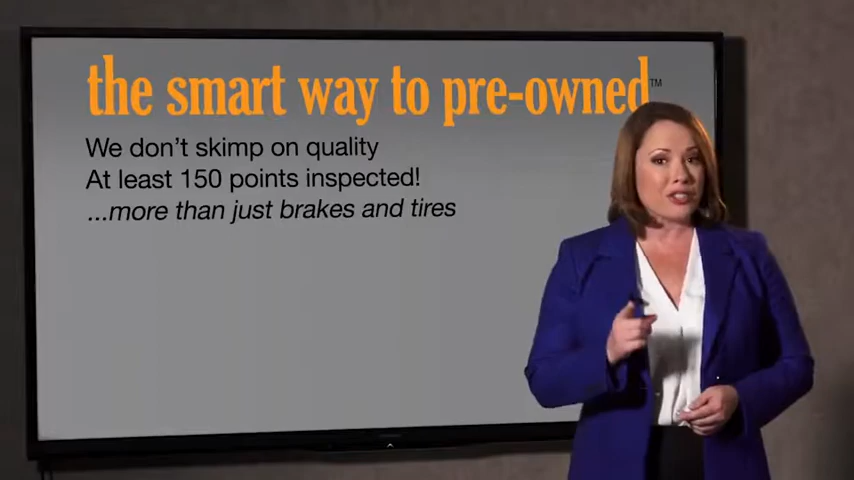 the smart way to pre-owned™
We don't skimp on quality
At least 150 points inspected!
...more than just brakes and tires